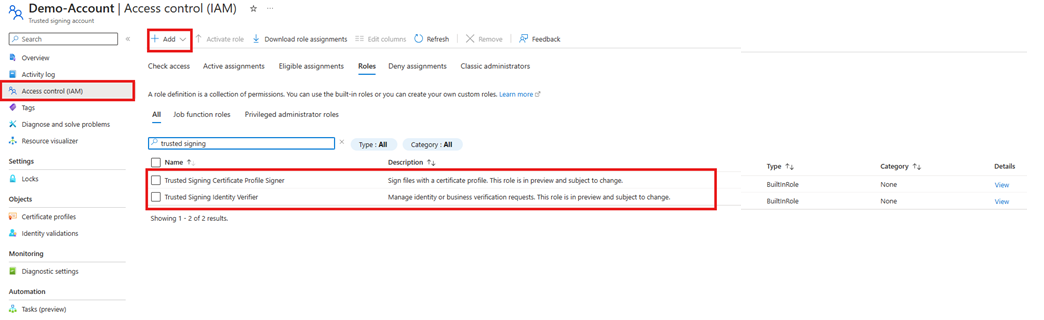 Demo-Account | Access control (IAM) ☆ ...
Trusted signing account
Search «
Overview
Activity log
Access control (IAM)
Tags
Diagnose and solve problems
Resource visualizer
Settings
Locks
Objects
Certificate profiles
Identity validations
Monitoring
Diagnostic settings
Automation
Tasks (preview)
+ Add Activate role Download role assignments Edit columns Refresh Remove Feedback
Check access Active assignments Eligible assignments Roles Deny assignments Classic administrators
A role definition is a collection of permissions. You can use the built-in roles or you can create your own custom roles. Learn more
All Job function roles Privileged administrator roles
trusted signing × Type : All Category : All
Name ↑↓ Description ↑↓ Type ↑↓ Category ↑↓ Details
Trusted Signing Certificate Profile Signer Sign files with a certificate profile. This role is in preview and subject to change. BuiltInRole None View
Trusted Signing Identity Verifier Manage identity or business verification requests. This role is in preview and subject to change. BuiltInRole None View
Showing 1 - 2 of 2 results.